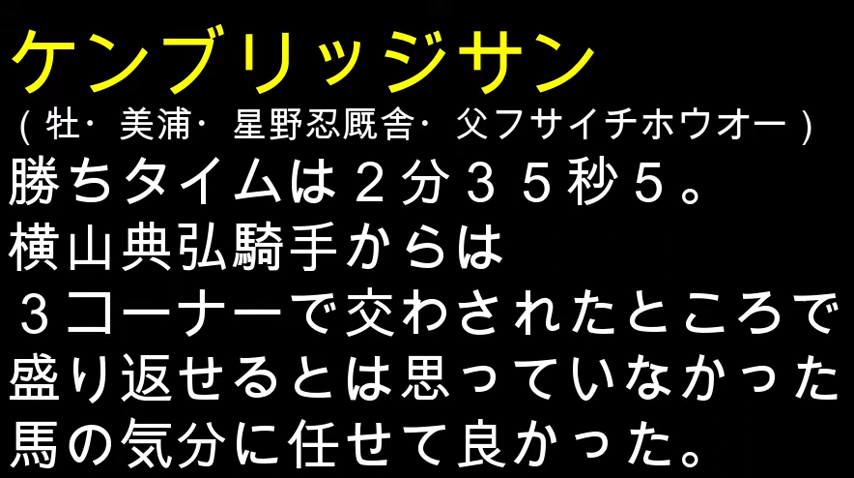 ケンブリッジサン
(牡・美浦・星野忍厩舎・父フサイチホウオー)
勝ちタイムは2分35秒5。
横山典弘騎手からは
3コーナーで交わされたところで
盛り返せるとは思っていなかった
馬の気分に任せて良かった。